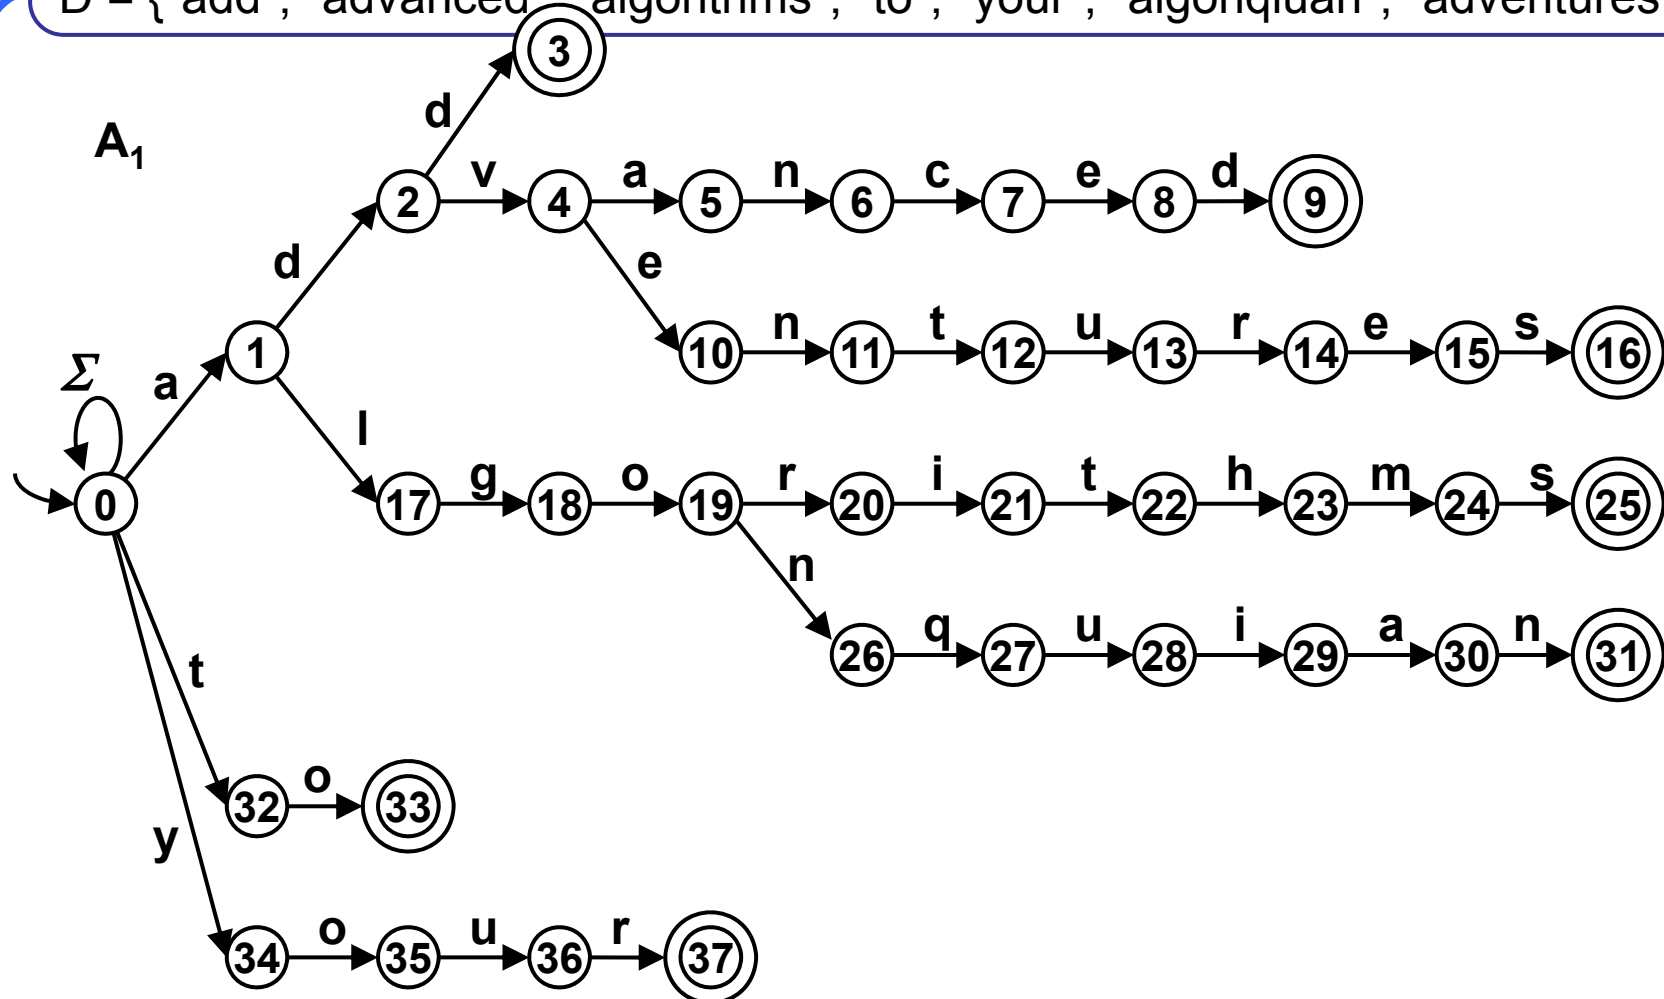 D = { "add", "advanced", "algorithms", "to", "your", "algonquian", "adventures
3
d
A1
v a n c e d
2 4 5 6 7 8 9
d e
n t u r e s
1 10 11 12 13 14 15 16
Σ a
l
g o r i t h m s
0 17 18 19 20 21 22 23 24 25
n
q u i a n
26 27 28 29 30 31
t
o
32 33
y
o u r
34 35 36 37